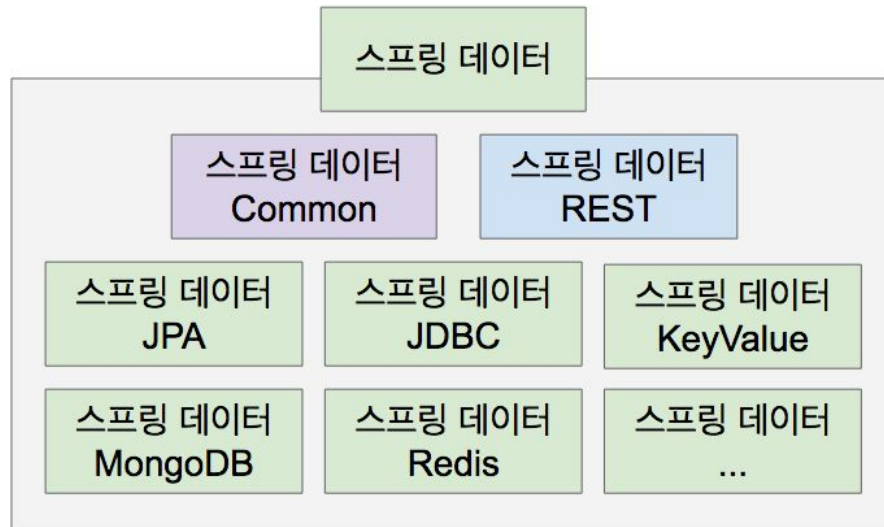 스프링 데이터
스프링 데이터
Common
스프링 데이터
REST
스프링 데이터
JPA
스프링 데이터
JDBC
스프링 데이터
KeyValue
스프링 데이터
MongoDB
스프링 데이터
Redis
스프링 데이터
...